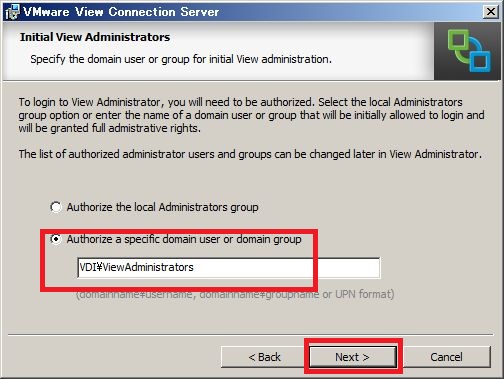 VMware View Connection Server
Initial View Administrators
Specify the domain user or group for initial View administration.
To login to View Administrator, you will need to be authorized. Select the local Administrators
group option or enter the name of a domain user or group that will be initially allowed to login and
will be granted full admistrative rights.
The list of authorized administrator users and groups can be changed later in View Administrator.
Authorize the local Administrators group
Authorize a specific domain user or domain group
VDI¥ViewAdministrators
(domainname¥username, domainname¥groupname or UPN format)
< Back
Next >
Cancel